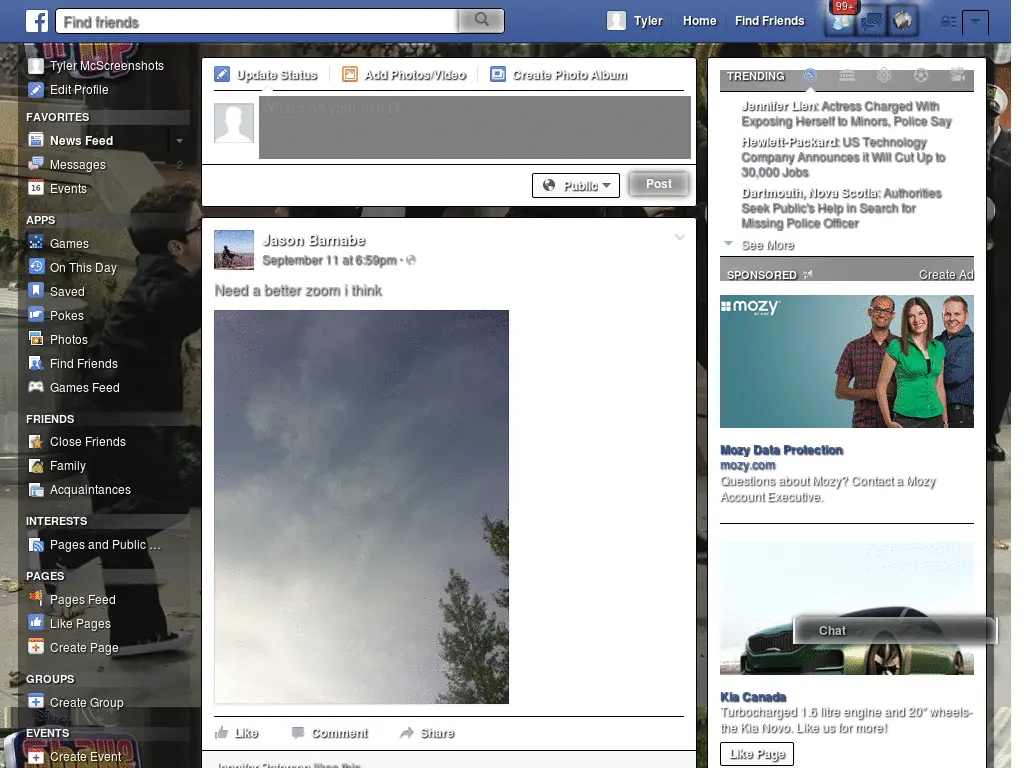 Find friends
Tyler
Home
Find Friends
99+
Tyler McScreenshots
Edit Profile
FAVORITES
News Feed
Messages
2
16
Events
APPS
Games
On This Day
Saved
Pokes
Photos
Find Friends
Games Feed
FRIENDS
Close Friends
Family
Acquaintances
INTERESTS
Pages and Public ...
PAGES
Pages Feed
Like Pages
Create Page
GROUPS
Create Group
EVENTS
Create Event
Update Status
Add Photos/Video
Create Photo Album
What's on your mind?
Public
Post
Jason Barnabe
September 11 at 6:59pm ·
Need a better zoom i think
Like
Comment
Share
Jennifer Peterson likes this.
TRENDING
Jennifer Lien: Actress Charged With
Exposing Herself to Minors, Police Say
Hewlett-Packard: US Technology
Company Announces it Will Cut Up to
30,000 Jobs
Dartmouth, Nova Scotia: Authorities
Seek Public's Help in Search for
Missing Police Officer
See More
SPONSORED
Create Ad
mozy
Mozy Data Protection
mozy.com
Questions about Mozy? Contact a Mozy
Account Executive.
Chat
Kia Canada
Turbocharged 1.6 litre engine and 20" wheels-
the Kia Novo. Like us for more!
Like Page